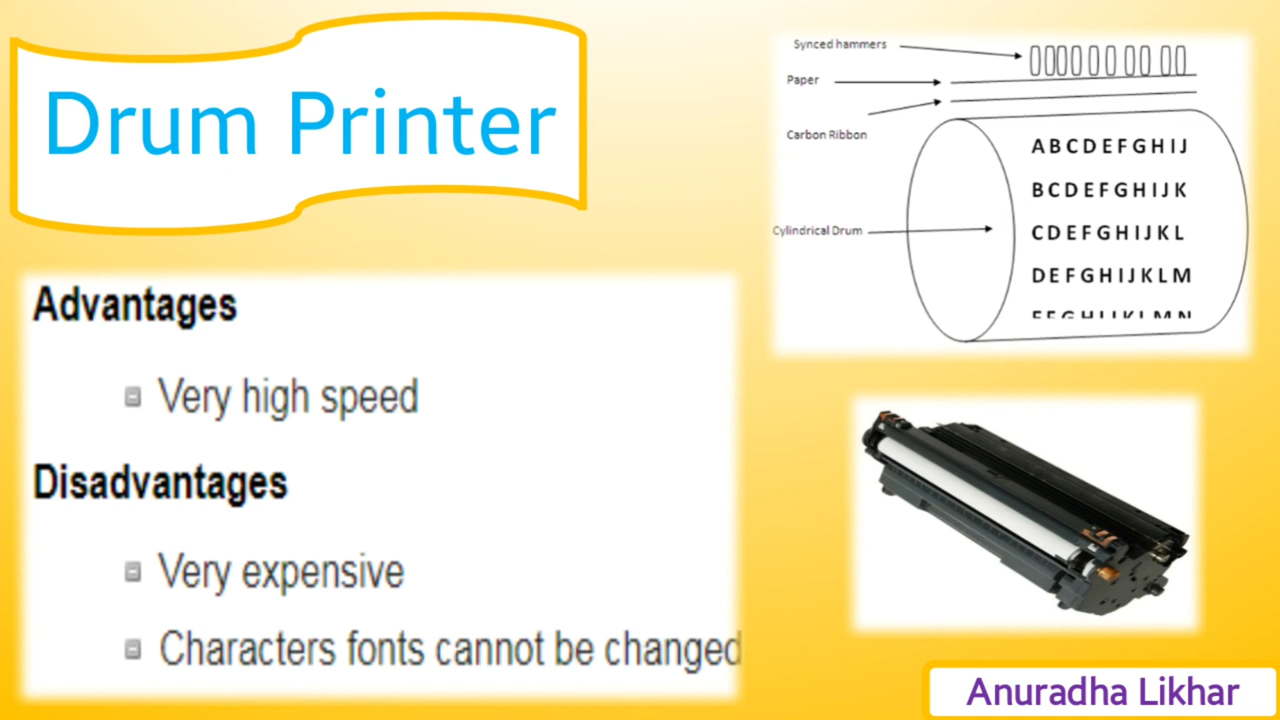 Drum Printer
Advantages
Very high speed
Disadvantages
Very expensive
Characters fonts cannot be changed
Synced hammers
Paper
Carbon Ribbon
Cylindrical Drum
A B C D E F G H I J
B C D E F G H I J K
C D E F G H I J K L
D E F G H I J K L M
Anuradha Likhar